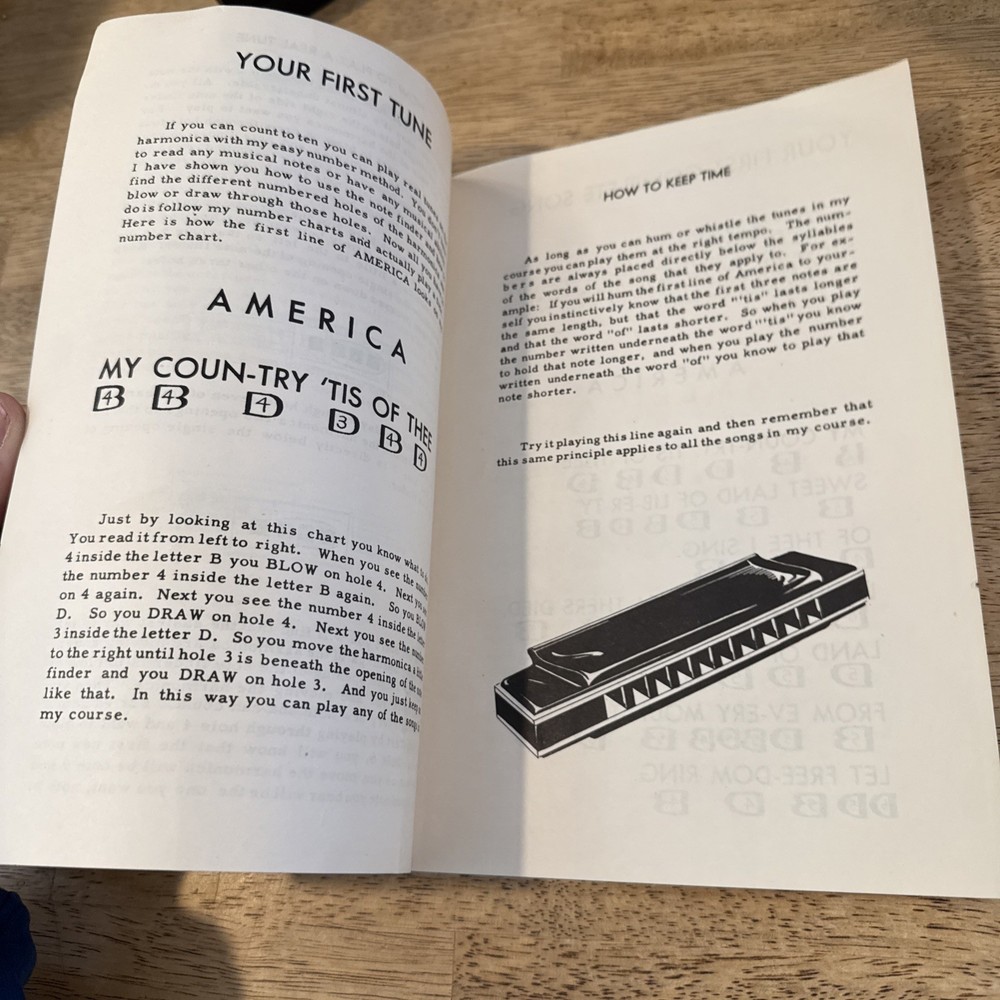 YOUR FIRST TUNE
If you can count to ten you can play real
harmonica with my easy number method. You don't
to read any musical notes or have any musical
I have shown you how to use the note finder and
find the different numbered holes of the harmonica
blow or draw through those holes. Now all you
do is follow my number charts and actually play a
Here is how the first line of AMERICA looks
number chart.
AMERICA
MY COUN-TRY 'TIS OF THEE
4 4 4 3 4 4
Just by looking at this chart you know what to
You read it from left to right. When you see the
4 inside the letter B you BLOW on hole 4. Next you
the number 4 inside the letter B again. So you BLOW
on 4 again. Next you see the number 4 inside the
D. So you DRAW on hole 4. Next you see the
3 inside the letter D. So you move the harmonica a
to the right until hole 3 is beneath the opening of the
finder and you DRAW on hole 3. And you just keep
like that. In this way you can play any of the songs
my course.
HOW TO KEEP TIME
As long as you can hum or whistle the tunes in my
course you can play them at the right tempo. The num-
bers are always placed directly below the syllables
of the words of the song that they apply to. For ex-
ample: If you will hum the first line of America to your-
self you instinctively know that the first three notes are
the same length, but that the word "'tis" lasts longer
and that the word "of" lasts shorter. So when you play
the number written underneath the word "'tis" you know
to hold that note longer, and when you play the number
written underneath the word "of" you know to play that
note shorter.
Try it playing this line again and then remember that
this same principle applies to all the songs in my course.